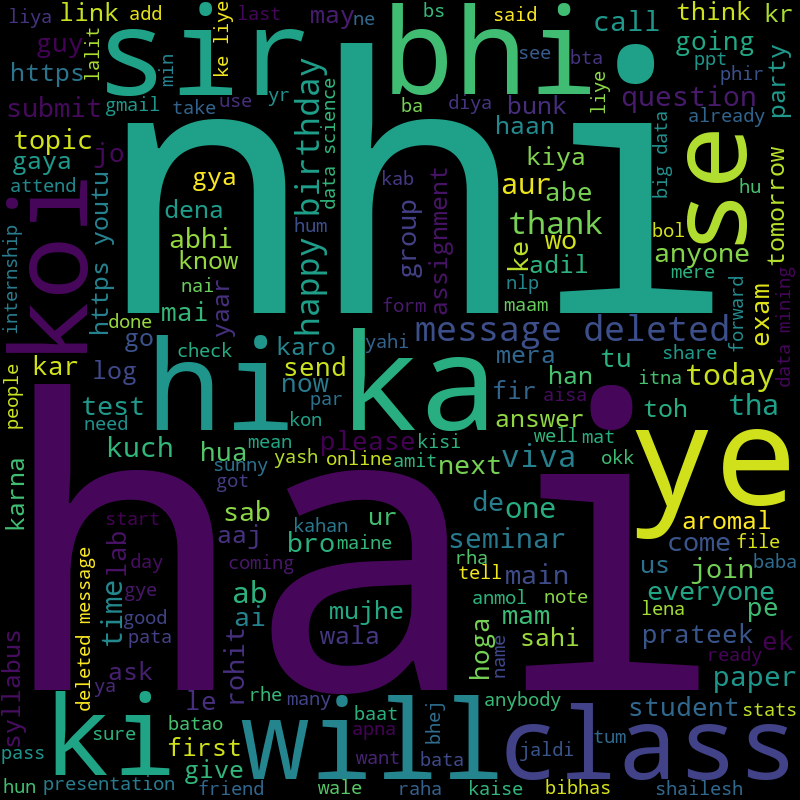 liya
link
add
sir
ke liye
last
may
ne
bhi
bs
said
call
think
kr
guy
lalit
https
min
see
bta
going
ppt
phir
party
submit
gmail
take
use
yr
ba
diya
bunk
liye
question
already
topic
nhi
happy birthday
data science
haan
big data
se
hu
tomorrow
koi
gaya
jo
attend
gya
kab
aur
kiya
abe
dena
hum
group
assignment
thank
wo
bol
anyone
internship
https youtu
abhi
know
ke
adil
mere
nai
yaar
form
nlp
maam
forward
exam
data mining
done
mai
message deleted
go
hi
karo
yahi
ka
mera
tu
share
kar
check
now
send
han
itna
today
people
log
par
fir
aisa
toh
tha
test
need
kon
answer
karna
kuch
hua
mean
please
kisi
well
mat
ye
sunny
yash
online
amit
next
viva
okk
hai
got
sab
ur
de
one
aromal
start
lab
aaj
kahan
bro
maine
seminar
come
file
day
coming
rha
tell
main
us
join
baba
deleted message
time
gye
good
ab
ai
mujhe
anmol
note
lena
everyone
pe
syllabus
pata
rohit
wala
mam
hoga
name
sahi
prateek
ek
ask
ready
ya
le
rhe
many
baat
bhej
anybody
student
paper
stats
ki
batao
will
apna
class
pass
sure
first
want
bata
jaldi
tum
give
hun
presentation
friend
wale
raha
kaise
bibhas
shailesh